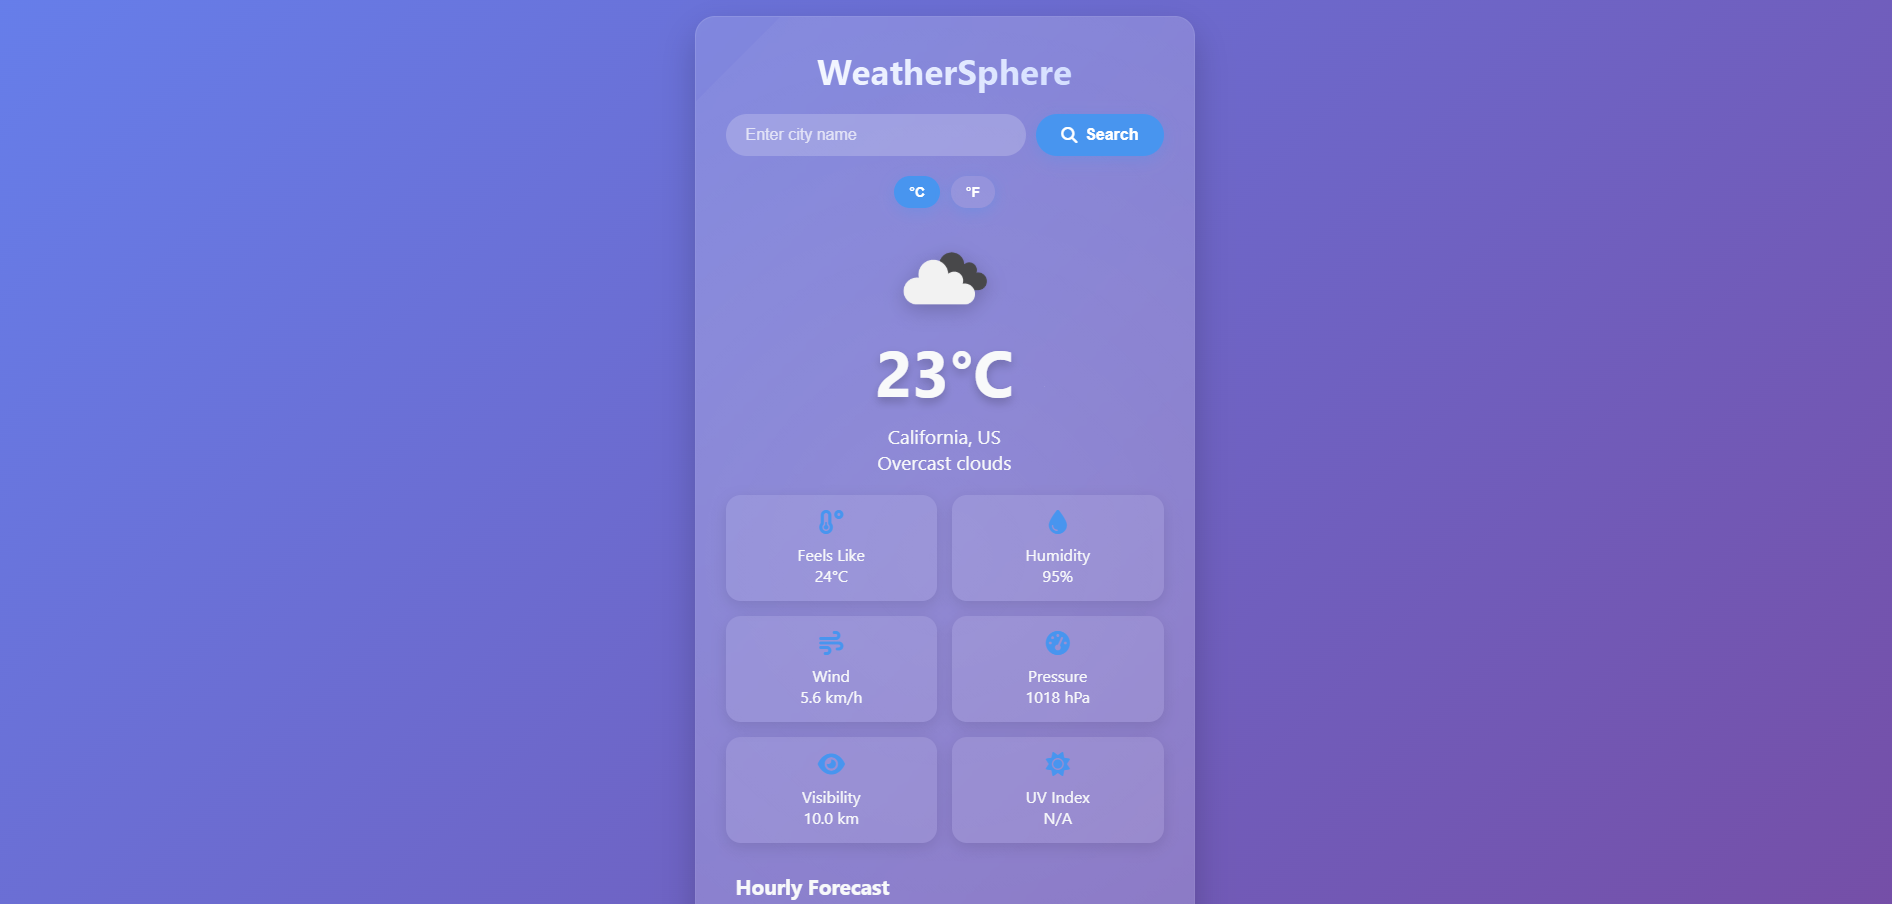 WeatherSphere
Enter city name
Search
°C
°F
23°C
California, US
Overcast clouds
Feels Like
24°C
Humidity
95%
Wind
5.6 km/h
Pressure
1018 hPa
Visibility
10.0 km
UV Index
N/A
Hourly Forecast